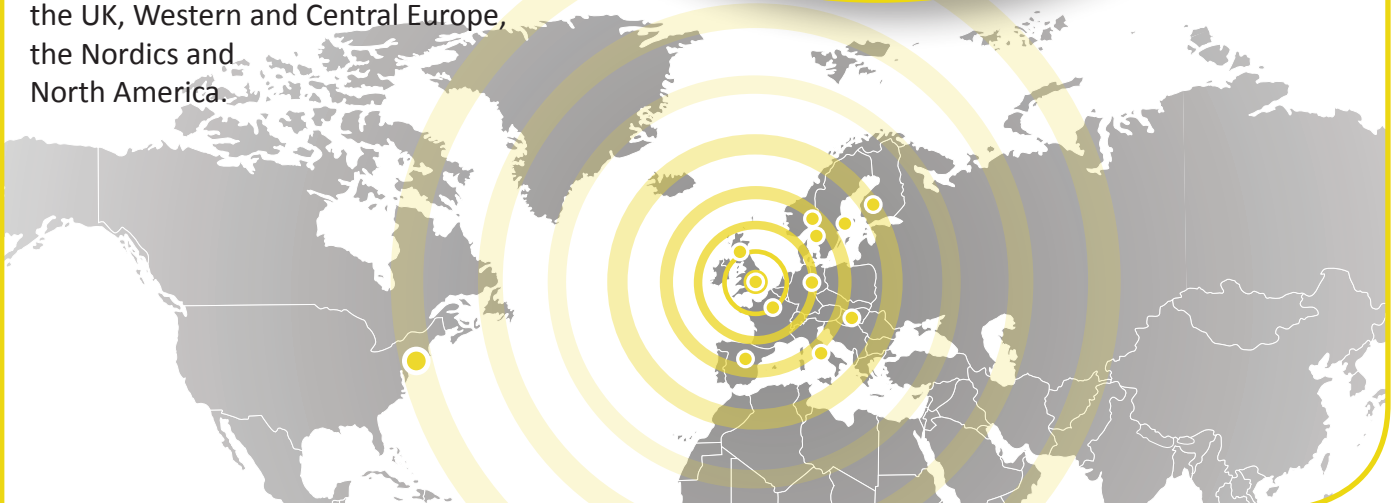 the UK, Western and Central Europe,
the Nordics and
North America.